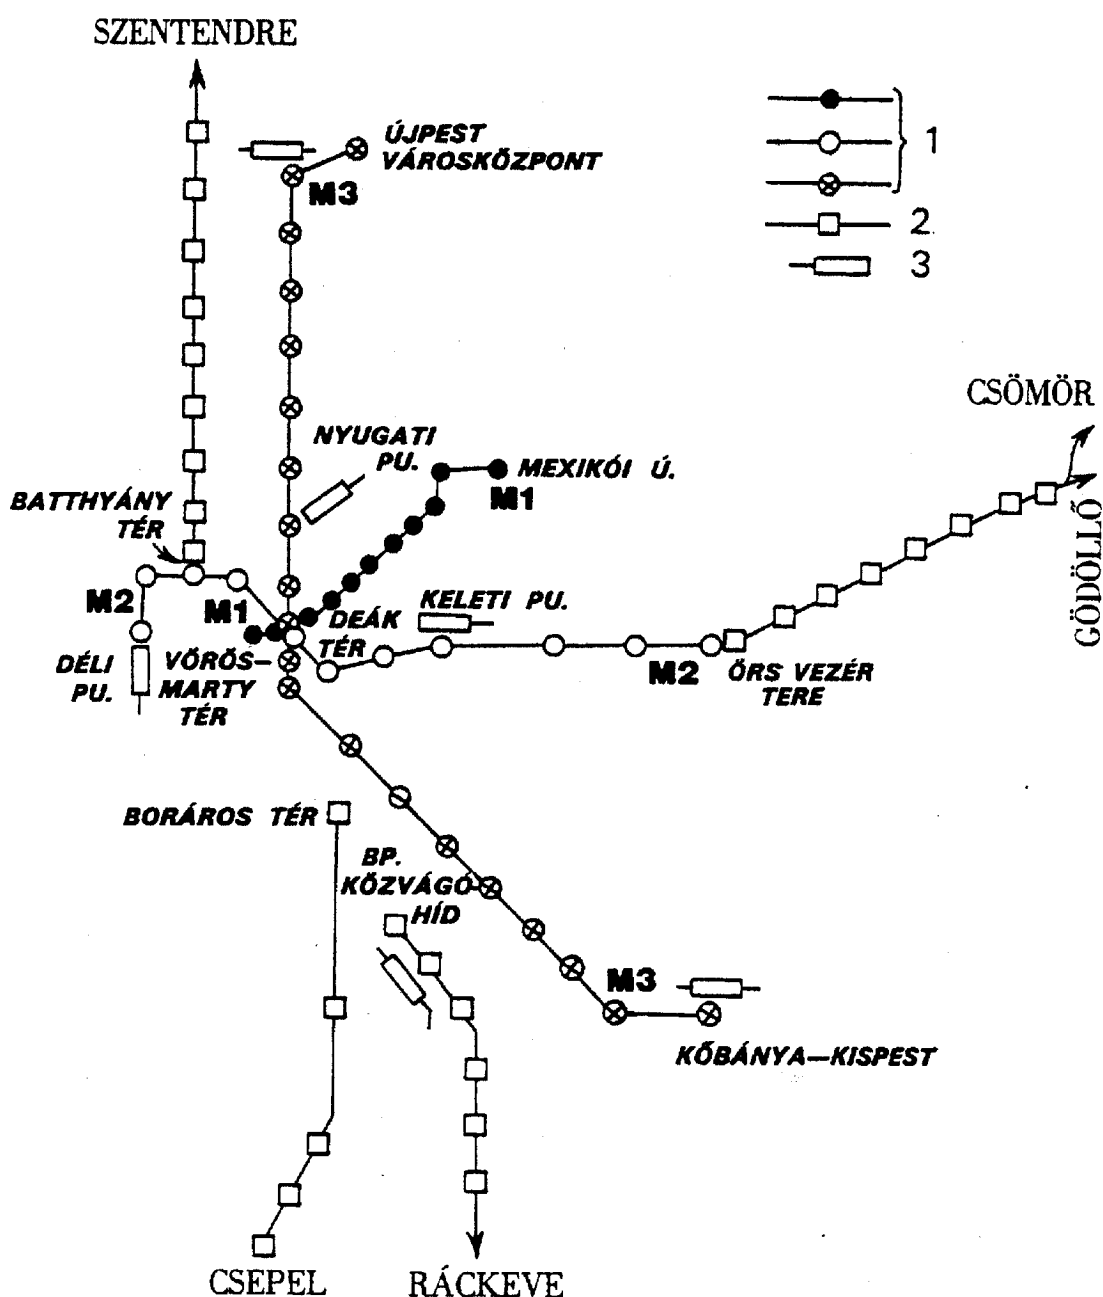 SZENTENDRE
ÚJPEST
VÁROSKÖZPONT
M3
1
2
3
CSÖMÖR
GÖDÖLLŐ
NYUGATI
PU.
MEXIKÓI Ú.
M1
BATTHYÁNY
TÉR
M2
M1
DEÁK
TÉR
KELETI PU.
DÉLI
PU.
VÖRÖS—
MARTY
TÉR
M2
ÖRS VEZÉR
TERE
BORÁROS TÉR
BP.
KÖZVÁGÓ
HÍD
M3
KŐBÁNYA—KISPEST
CSEPEL
RÁCKEVE